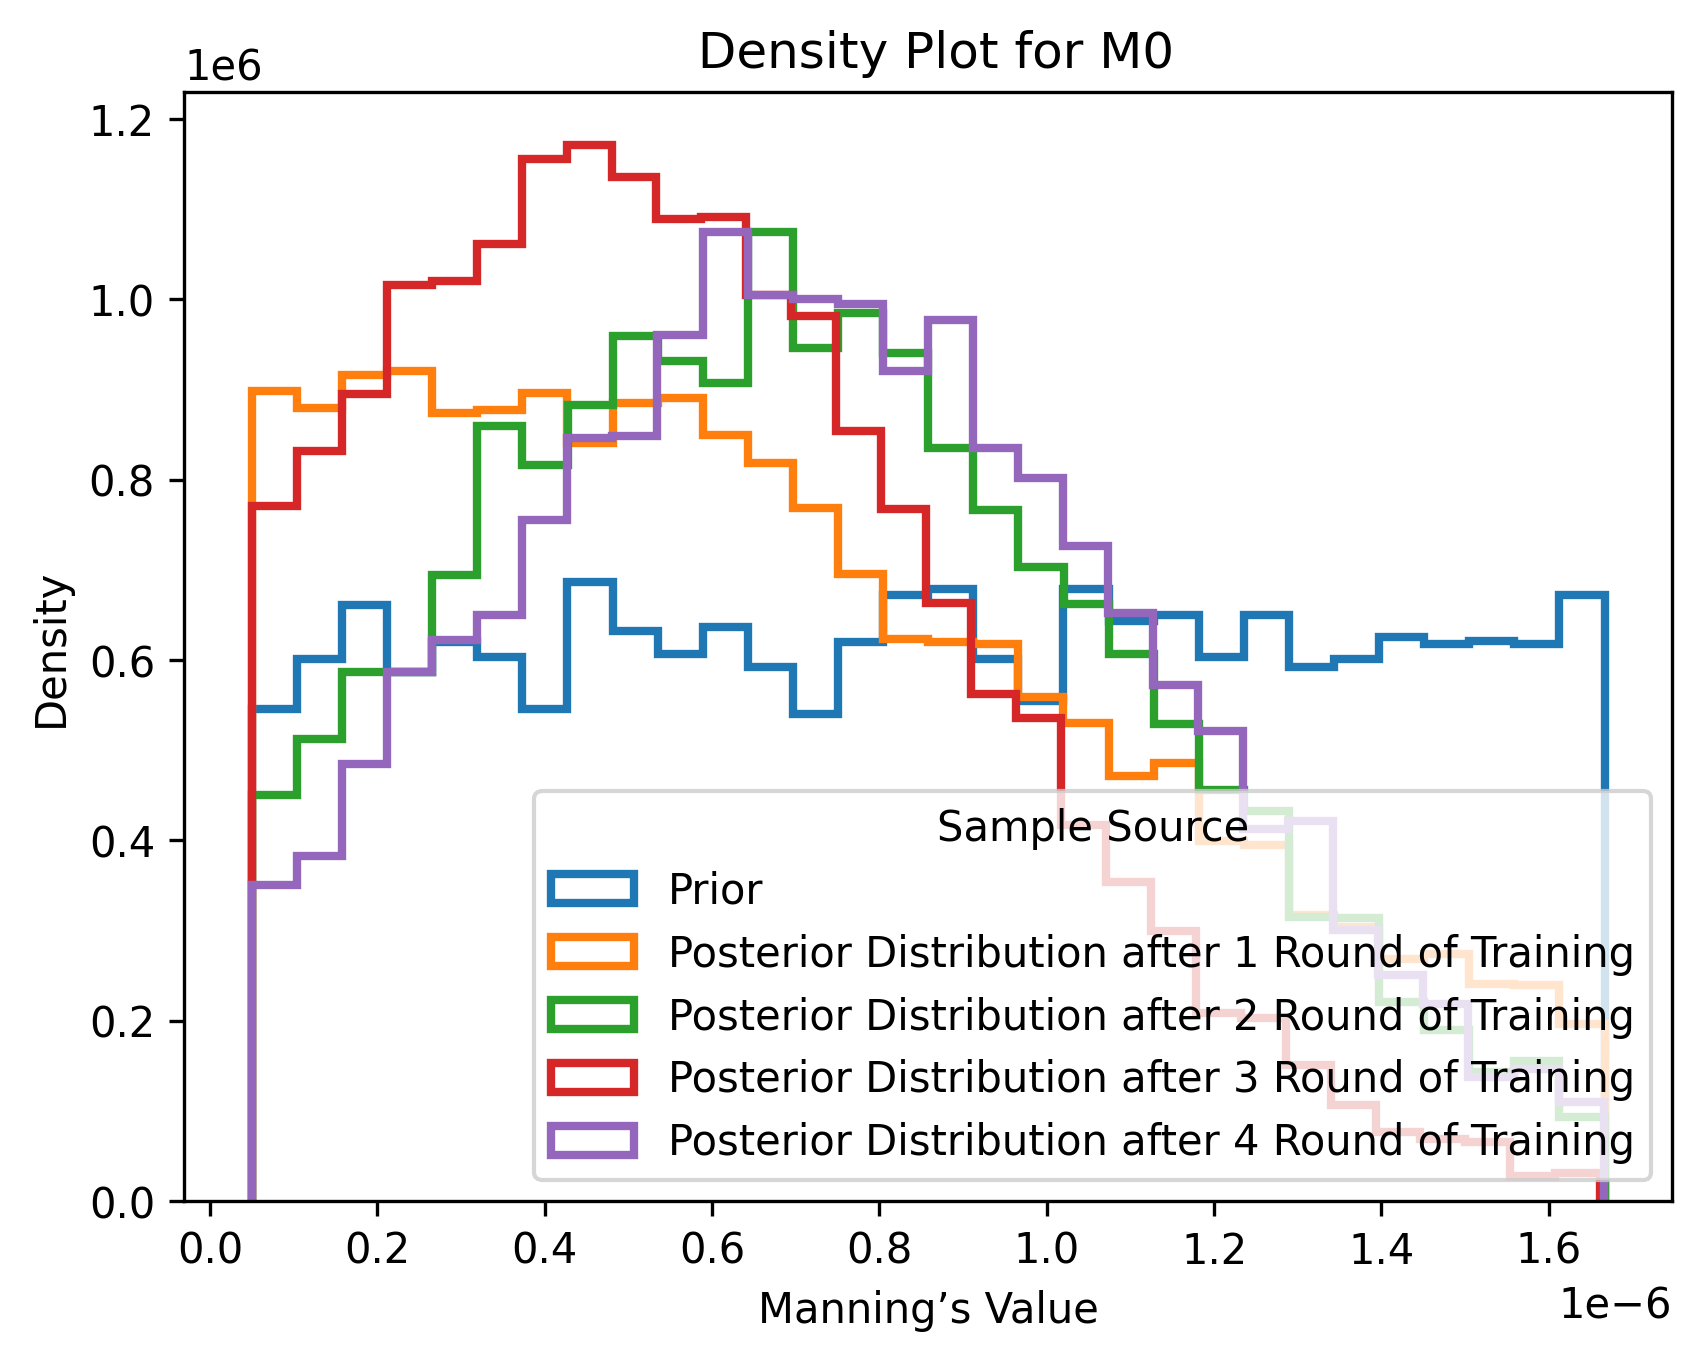 Density Plot for M0
1e6
1.2
1.0
0.8
0.6
0.4
0.2
0.0
Density
Sample Source
Prior
Posterior Distribution after 1 Round of Training
Posterior Distribution after 2 Round of Training
Posterior Distribution after 3 Round of Training
Posterior Distribution after 4 Round of Training
0.0 0.2 0.4 0.6 0.8 1.0 1.2 1.4 1.6
1e−6
Manning’s Value